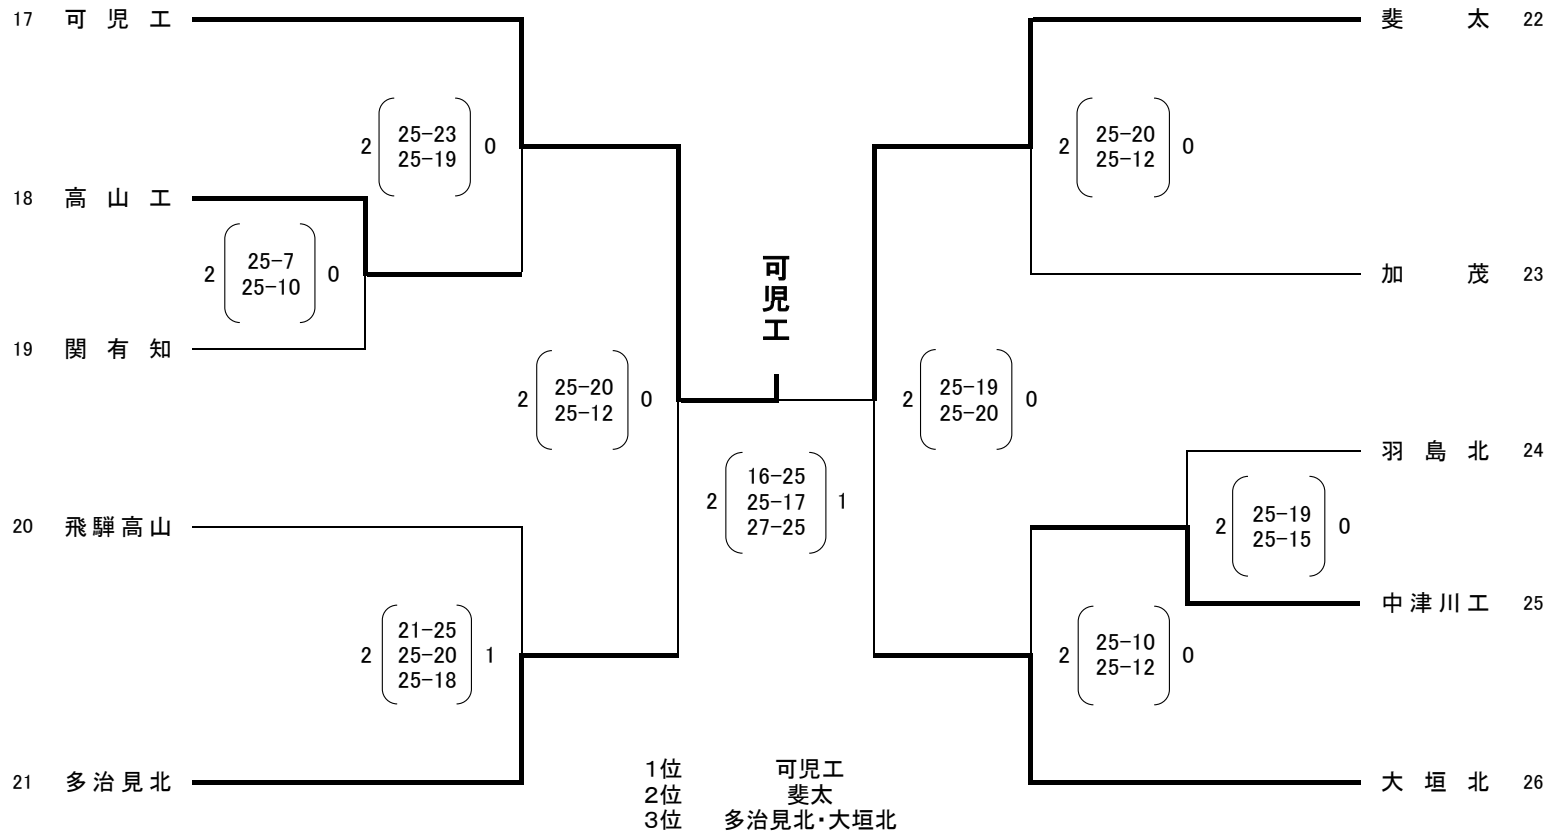 17 可児工
2 25-23 0
25-19
18 高山工
2 25-7 0
25-10
19 関有知
2 25-20 0
25-12
20 飛騨高山
2 21-25 1
25-20
25-18
21 多治見北
可児工
2 16-25 1
25-17
27-25
斐太 22
2 25-20 0
25-12
加茂 23
2 25-19 0
25-20
羽島北 24
2 25-19 0
25-15
中津川工 25
2 25-10 0
25-12
大垣北 26
1位 可児工
2位 斐太
3位 多治見北・大垣北